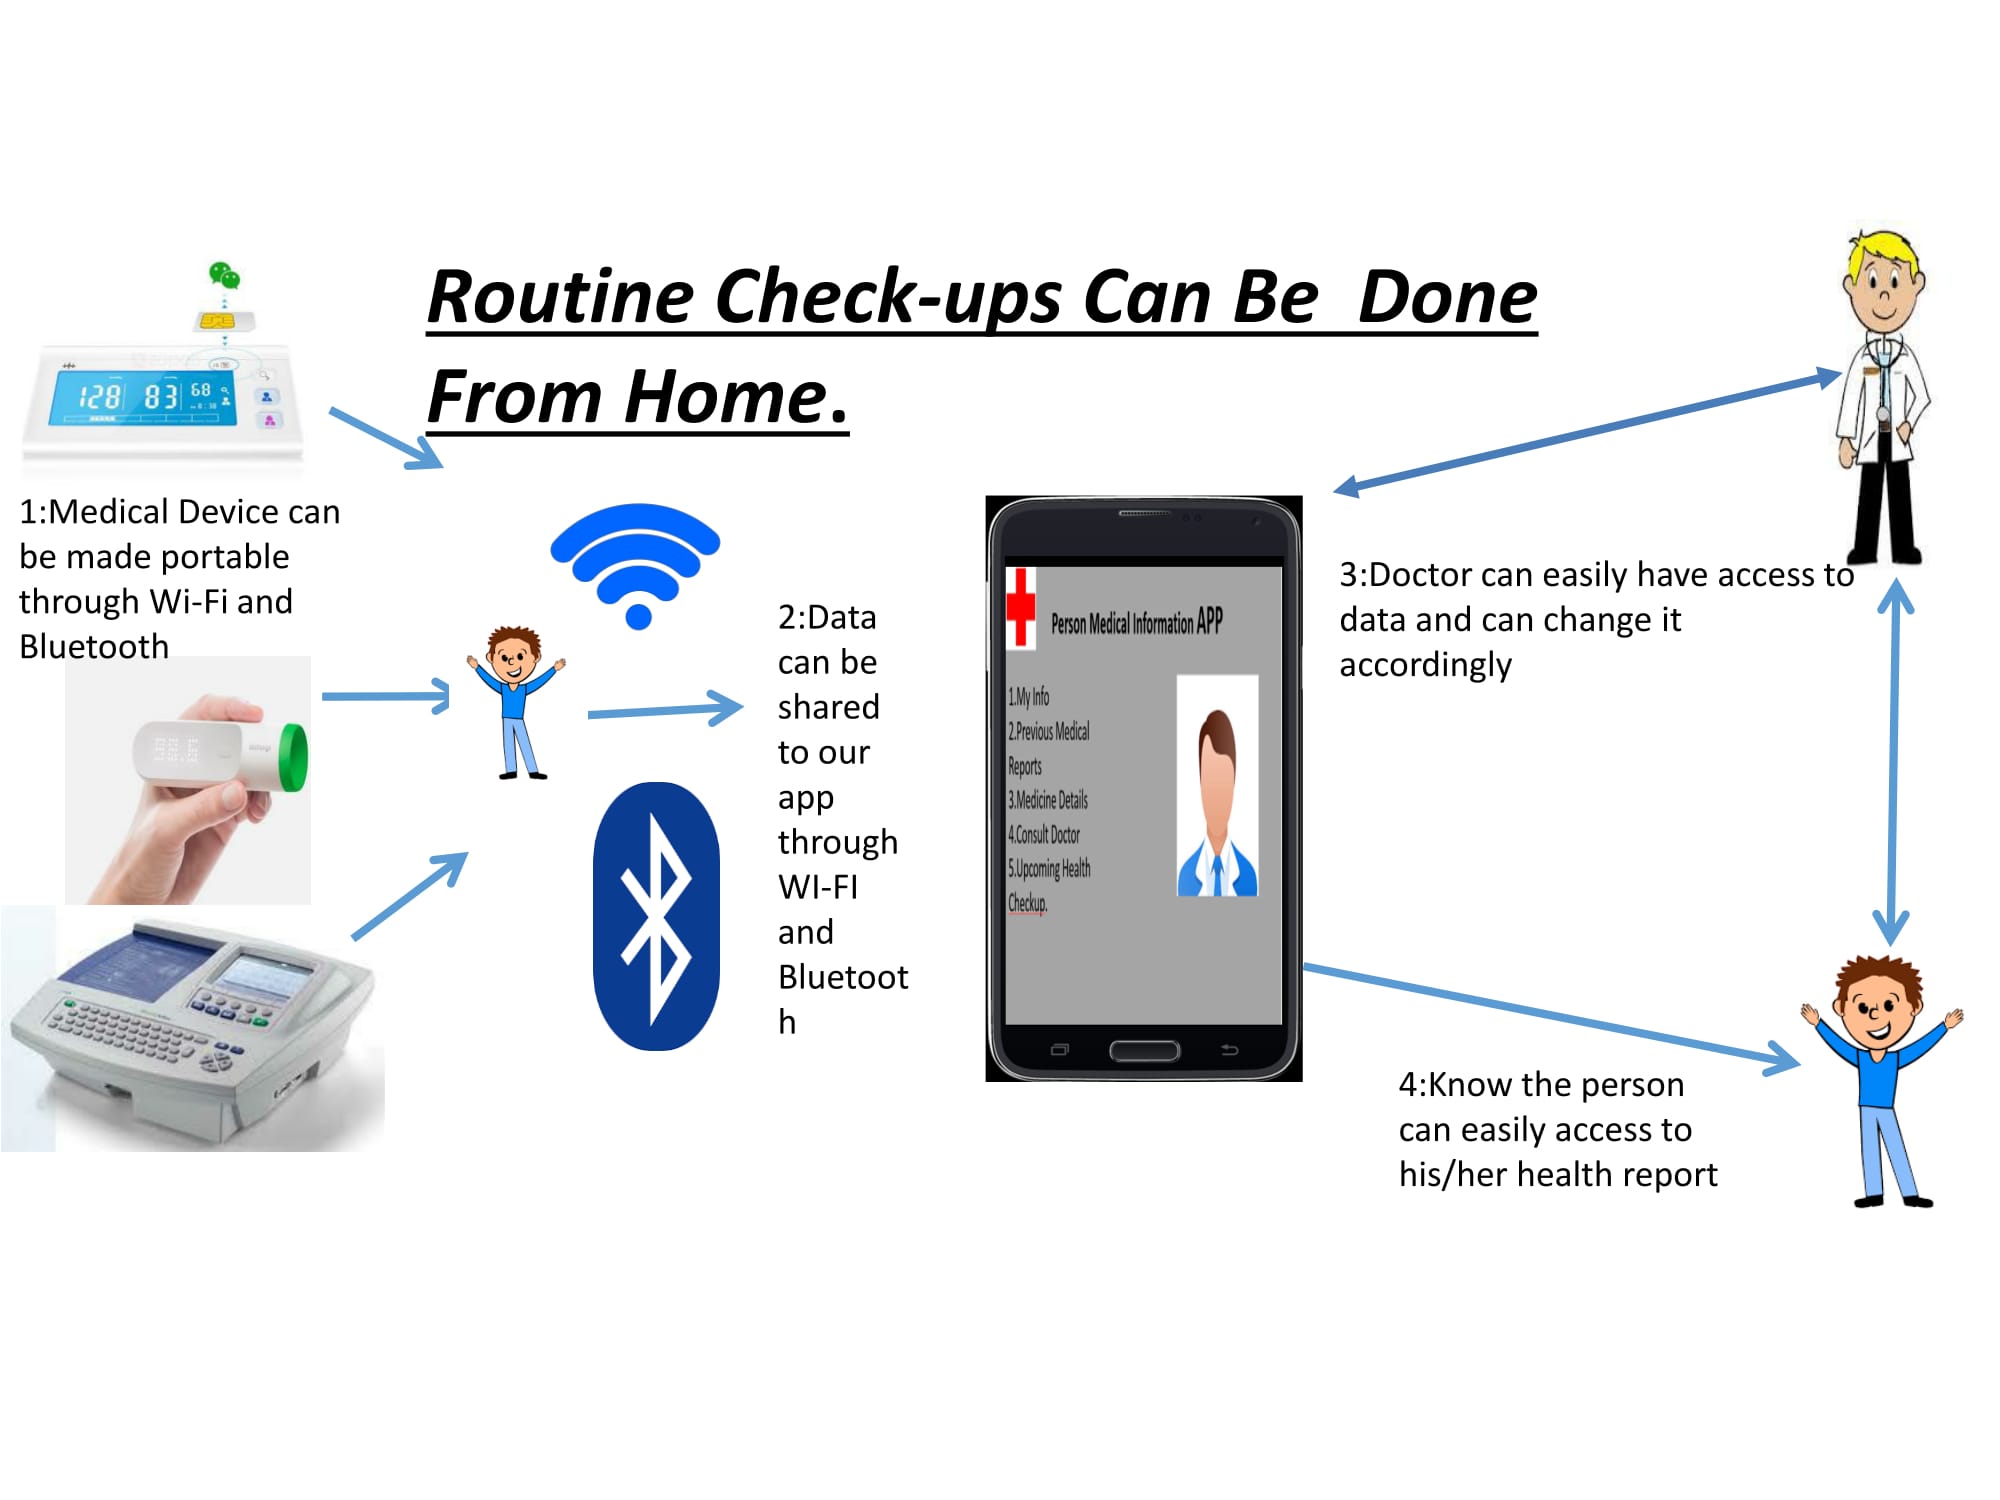 Routine Check-ups Can Be  Done
From Home.
128 83 68
1:Medical Device can
be made portable
through Wi-Fi and
Bluetooth
2:Data
can be
shared
to our
app
through
WI-FI
and
Bluetoot
h
Person Medical Information APP
1.My Info
2.Previous Medical
Reports
3.Medicine Details
4.Consult Doctor
5.Upcoming Health
Checkup.
3:Doctor can easily have access to
data and can change it
accordingly
4:Know the person
can easily access to
his/her health report